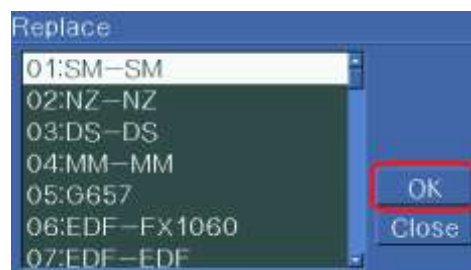 Replace
01:SM-SM
02:NZ-NZ
03:DS-DS
04:MM-MM
05:G657
06:EDF-FX1060
07:EDF-EDF
OK
Close